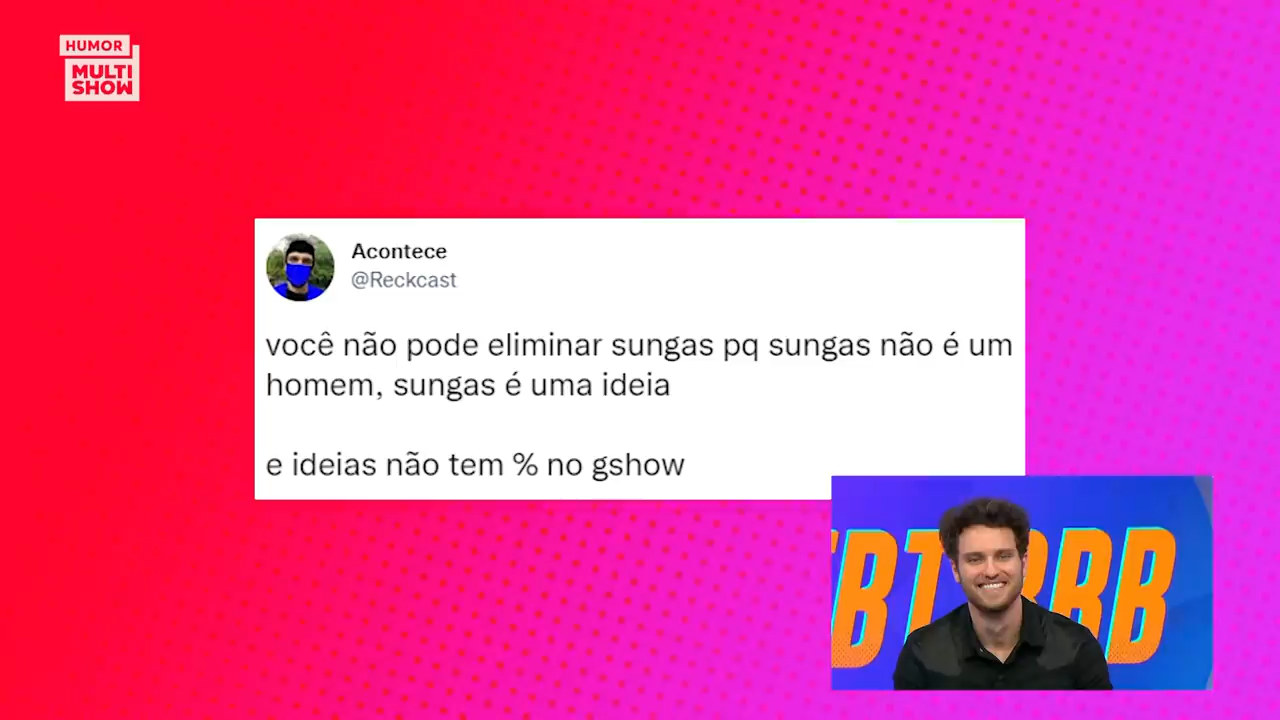 HUMOR
MULTI
SHOW
Acontece
@Reckcast
você não pode eliminar sungas pq sungas não é um
homem, sungas é uma ideia
e ideias não tem % no gshow
BBB